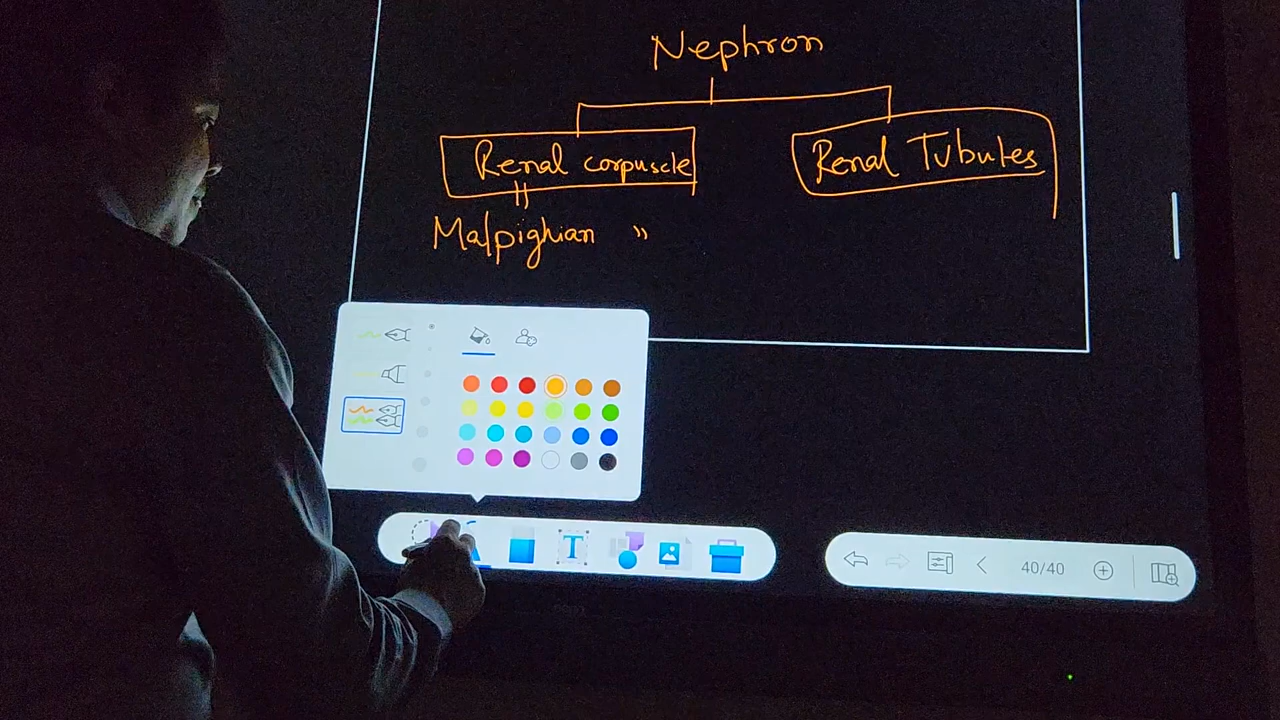 Nephron
Renal corpuscle
Renal Tubules
Malpighian "
T
40/40